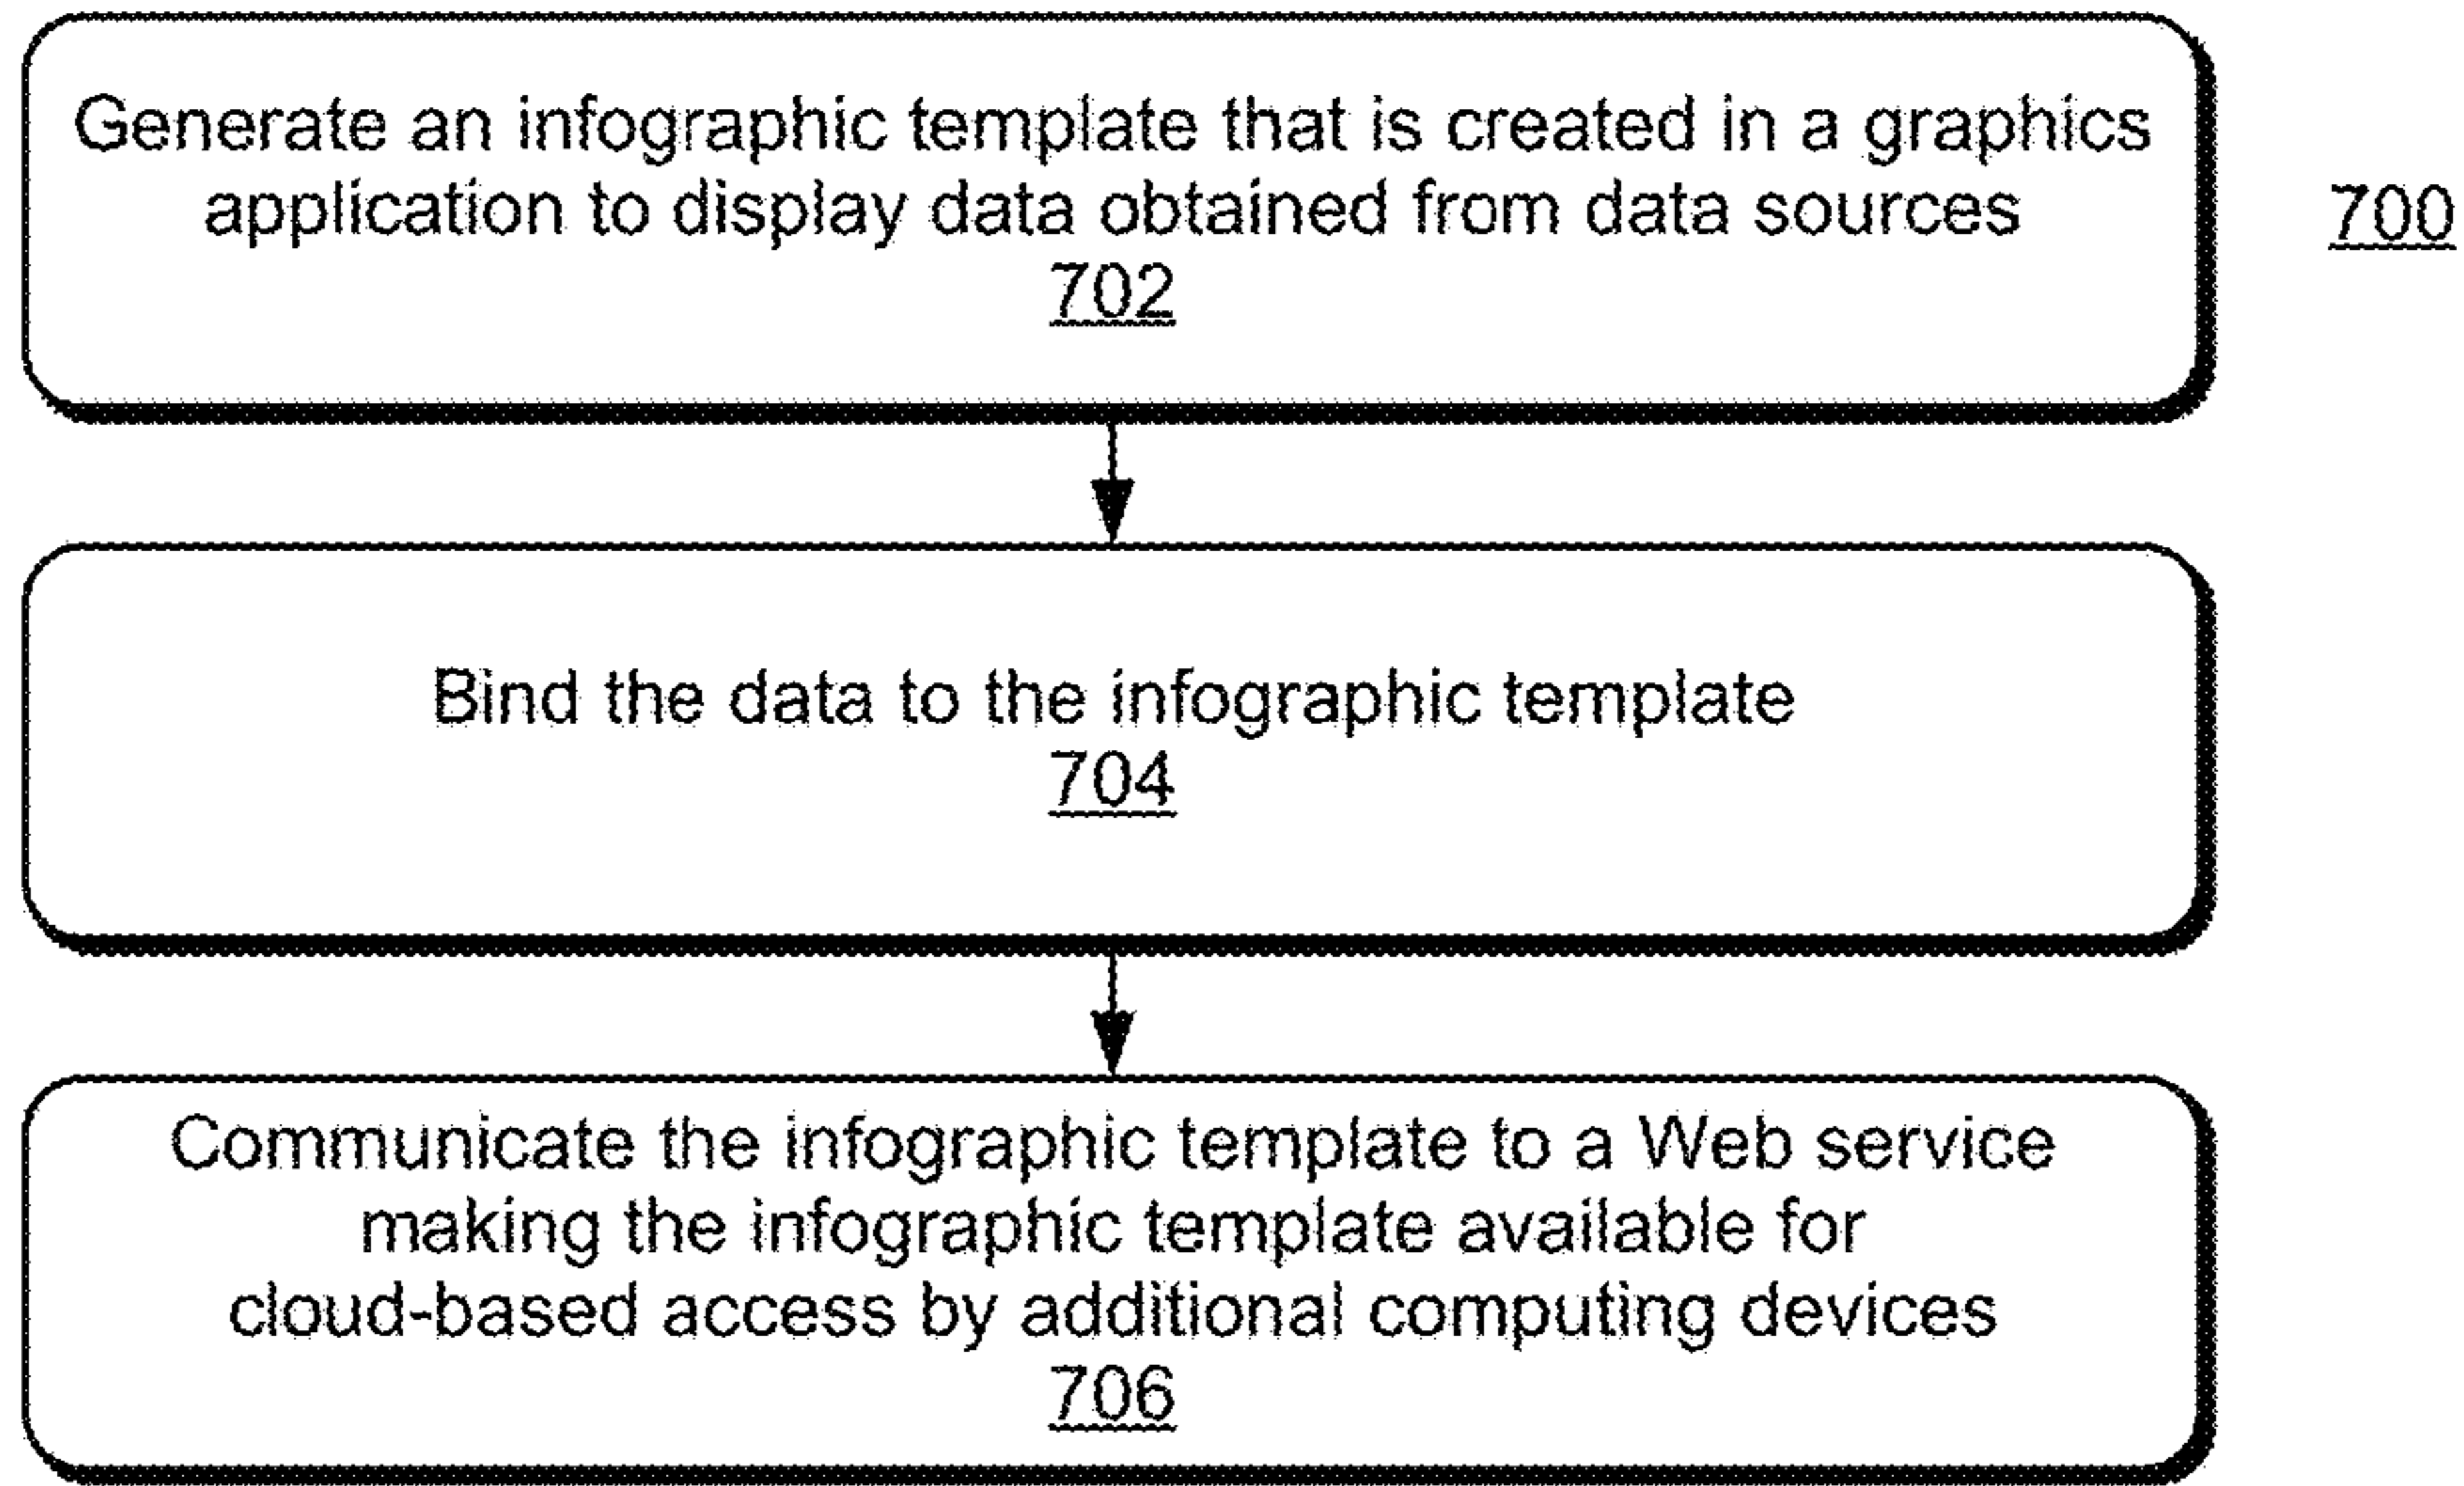 Generate an infographic template that is created in a graphics
application to display data obtained from data sources
702
700
Bind the data to the infographic template
704
Communicate the infographic template to a Web service
making the infographic template available for
cloud-based access by additional computing devices
706